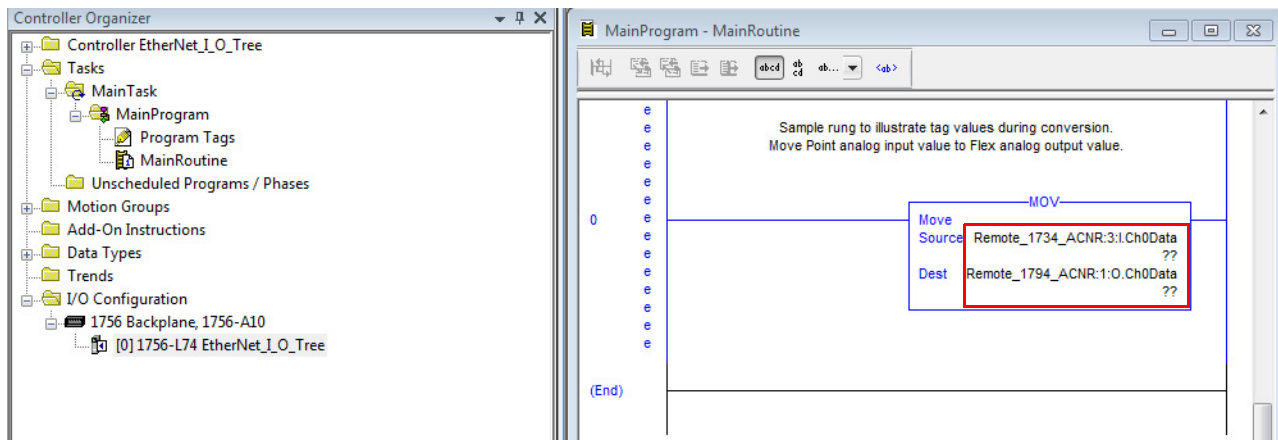 Controller Organizer
Controller EtherNet_I_O_Tree
Tasks
MainTask
MainProgram
Program Tags
MainRoutine
Unscheduled Programs / Phases
Motion Groups
Add-On Instructions
Data Types
Trends
I/O Configuration
1756 Backplane, 1756-A10
[0] 1756-L74 EtherNet_I_O_Tree
MainProgram - MainRoutine
abcd
ab
cd
ab...
<ab>
e
e
e
e
e
e
e
e
e
e
e
e
e
e
Sample rung to illustrate tag values during conversion.
Move Point analog input value to Flex analog output value.
0
MOV
Move
Source Remote_1734_ACNR:3:I.Ch0Data
??
Dest Remote_1794_ACNR:1:O.Ch0Data
??
(End)